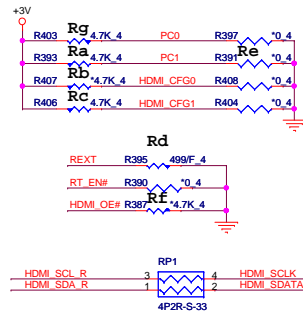 +3V
R403 Rg 4.7K_4 PC0 R397 *0_4
R393 Ra 4.7K_4 PC1 R391 Re *0_4
R407 Rb *4.7K_4 HDMI_CFG0 R408 *0_4
R406 Rc 4.7K_4 HDMI_CFG1 R404 *0_4
Rd
REXT R395 499/F_4
RT_EN# R390 *0_4
HDMI_OE# R387 Rf *4.7K_4
RP1
HDMI_SCL_R 3 4 HDMI_SCLK
HDMI_SDA_R 1 2 HDMI_SDATA
4P2R-S-33